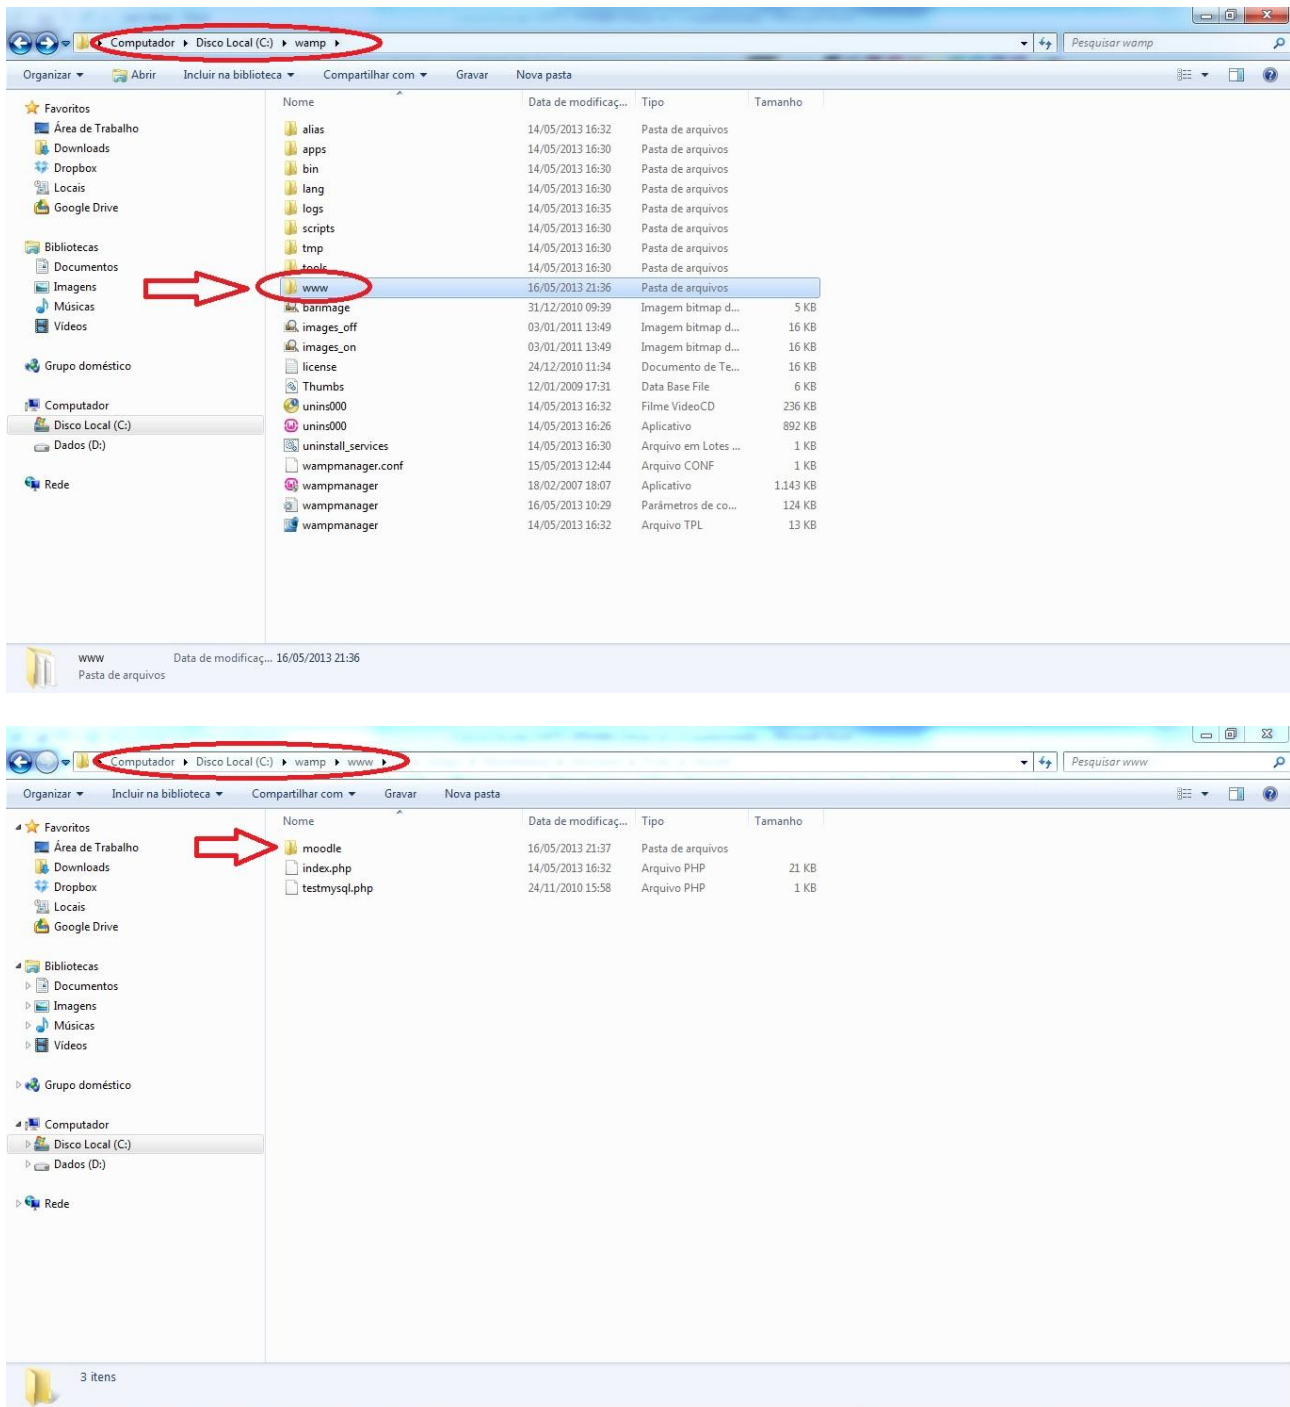 Computador Disco Local (C:) wamp Pesquisar wamp
Organizar Abrir Incluir na biblioteca Compartilhar com Gravar Nova pasta
Nome Data de modificaç... Tipo Tamanho
Favoritos
Área de Trabalho
Downloads
Dropbox
Locais
Google Drive
Bibliotecas
Documentos
Imagens
Músicas
Vídeos
Grupo doméstico
Computador
Disco Local (C:)
Dados (D:)
Rede
alias 14/05/2013 16:32 Pasta de arquivos
apps 14/05/2013 16:30 Pasta de arquivos
bin 14/05/2013 16:30 Pasta de arquivos
lang 14/05/2013 16:30 Pasta de arquivos
logs 14/05/2013 16:35 Pasta de arquivos
scripts 14/05/2013 16:30 Pasta de arquivos
tmp 14/05/2013 16:30 Pasta de arquivos
tools 14/05/2013 16:30 Pasta de arquivos
www 16/05/2013 21:36 Pasta de arquivos
barimage 31/12/2010 09:39 Imagem bitmap d... 5 KB
images_off 03/01/2011 13:49 Imagem bitmap d... 16 KB
images_on 03/01/2011 13:49 Imagem bitmap d... 16 KB
license 24/12/2010 11:34 Documento de Te... 16 KB
Thumbs 12/01/2009 17:31 Data Base File 6 KB
unins000 14/05/2013 16:32 Filme VideoCD 236 KB
unins000 14/05/2013 16:26 Aplicativo 892 KB
uninstall_services 14/05/2013 16:30 Arquivo em Lotes ... 1 KB
wampmanager.conf 15/05/2013 12:44 Arquivo CONF 1 KB
wampmanager 18/02/2007 18:07 Aplicativo 1.143 KB
wampmanager 16/05/2013 10:29 Parâmetros de co... 124 KB
wampmanager 14/05/2013 16:32 Arquivo TPL 13 KB
www Data de modificaç... 16/05/2013 21:36
Pasta de arquivos
Computador Disco Local (C:) wamp www Pesquisar www
Organizar Incluir na biblioteca Compartilhar com Gravar Nova pasta
Nome Data de modificaç... Tipo Tamanho
Favoritos
Área de Trabalho
Downloads
Dropbox
Locais
Google Drive
Bibliotecas
Documentos
Imagens
Músicas
Vídeos
Grupo doméstico
Computador
Disco Local (C:)
Dados (D:)
Rede
moodle 16/05/2013 21:37 Pasta de arquivos
index.php 14/05/2013 16:32 Arquivo PHP 21 KB
testmysql.php 24/11/2010 15:58 Arquivo PHP 1 KB
3 itens